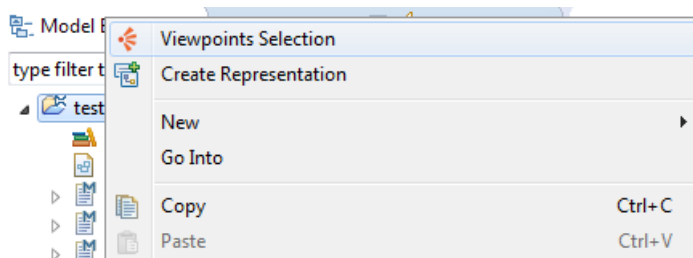 Model E
Viewpoints Selection
type filter t
Create Representation
test
New
Go Into
Copy Ctrl+C
Paste Ctrl+V